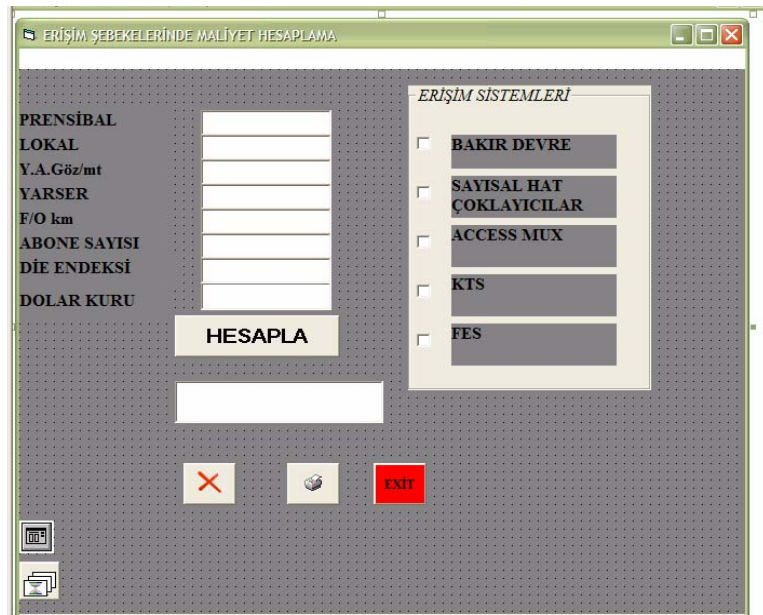 ERİŞİM ŞEBEKELERİNDE MALİYET HESAPLAMA
PRENSİBAL
LOKAL
Y.A.Göz/mt
YARSER
F/O km
ABONE SAYISI
DİE ENDEKSİ
DOLAR KURU
HESAPLA
EXİT
ERİŞİM SİSTEMLERİ
BAKIR DEVRE
SAYISAL HAT
ÇOKLAYICILAR
ACCESS MUX
KTS
FES